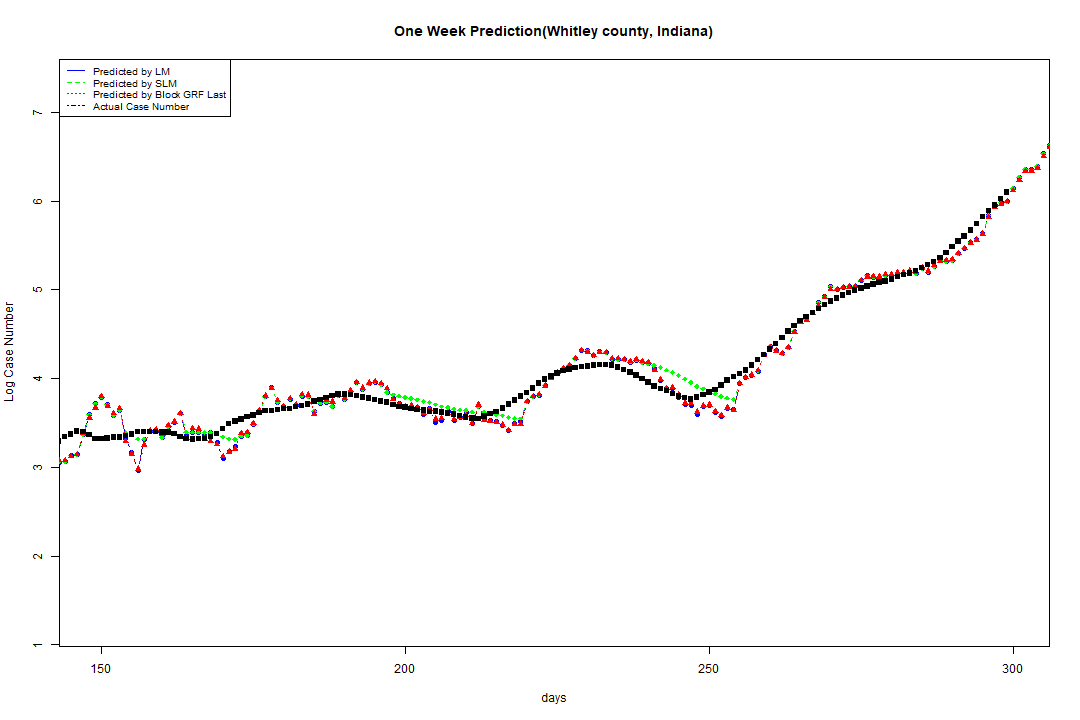 One Week Prediction(Whitley county, Indiana)
Predicted by LM
Predicted by SLM
Predicted by Block GRF Last
Actual Case Number
7
6
5
4
3
2
1
Log Case Number
150 200 250 300
days